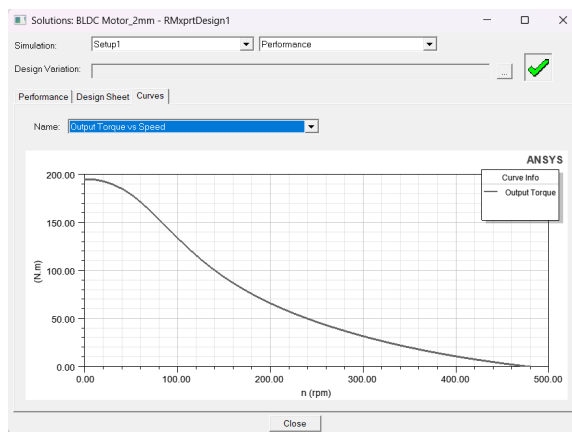 Solutions: BLDC Motor_2mm - RMxprtDesign1
Simulation: Setup1 Performance
Design Variation: ...
Performance Design Sheet Curves
Name: Output Torque vs Speed
ANSYS
Curve Info
Output Torque
200.00
150.00
100.00
50.00
0.00
(N.m)
0.00 100.00 200.00 300.00 400.00 500.00
n (rpm)
Close